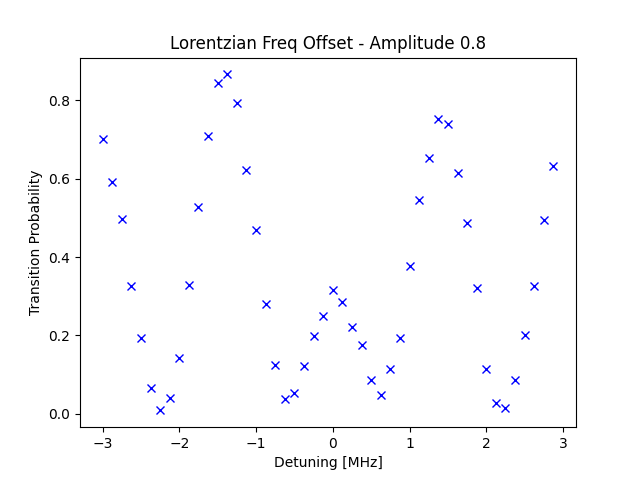 Lorentzian Freq Offset - Amplitude 0.8
Transition Probability
0.8
0.6
0.4
0.2
0.0
−3 −2 −1 0 1 2 3
Detuning [MHz]